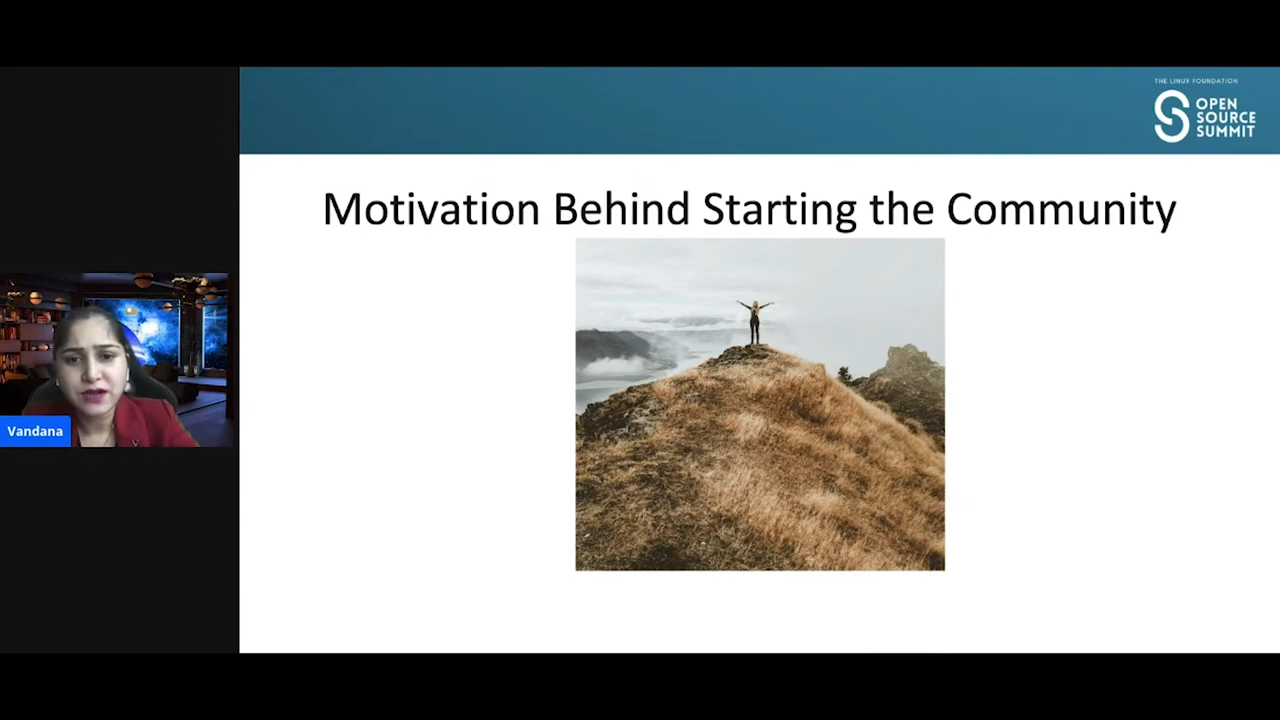 THE LINUX FOUNDATION
OPEN
SOURCE
SUMMIT
Motivation Behind Starting the Community
Vandana